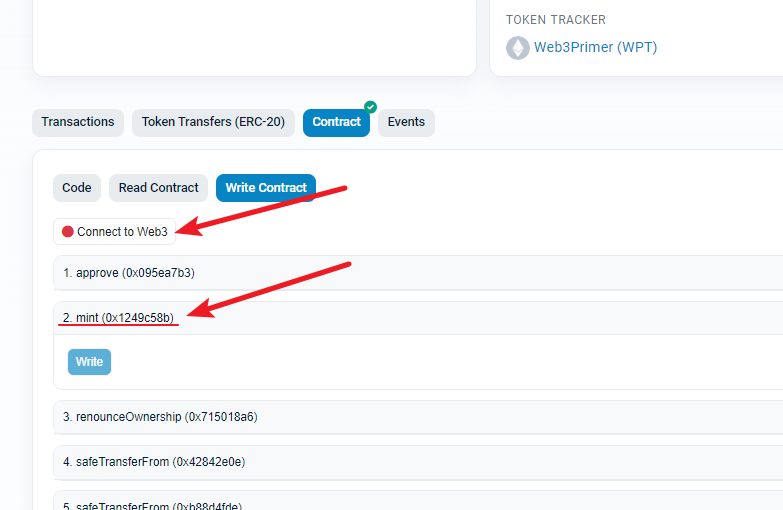 TOKEN TRACKER
Web3Primer (WPT)
Transactions Token Transfers (ERC-20) Contract Events
Code Read Contract Write Contract
Connect to Web3
1. approve (0x095ea7b3)
2. mint (0x1249c58b)
Write
3. renounceOwnership (0x715018a6)
4. safeTransferFrom (0x42842e0e)
5. safeTransferFrom (0xb88d4fde)